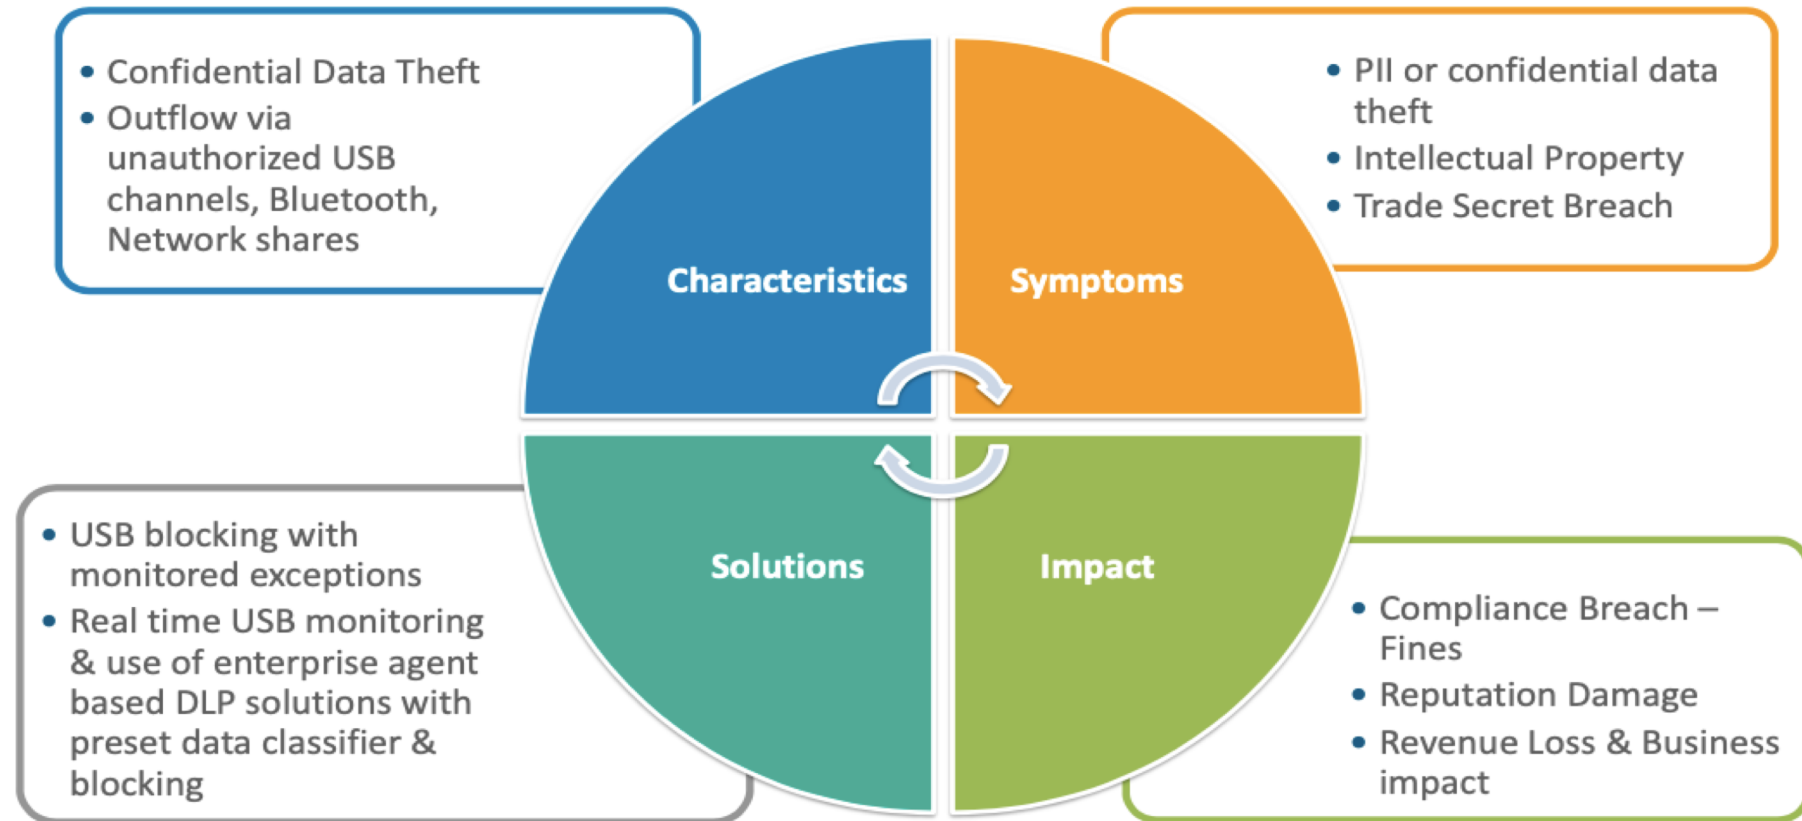 • Confidential Data Theft
• Outflow via
unauthorized USB
channels, Bluetooth,
Network shares
Characteristics
• PII or confidential data
theft
• Intellectual Property
• Trade Secret Breach
Symptoms
• USB blocking with
monitored exceptions
• Real time USB monitoring
& use of enterprise agent
based DLP solutions with
preset data classifier &
blocking
Solutions
Impact
• Compliance Breach –
Fines
• Reputation Damage
• Revenue Loss & Business
impact